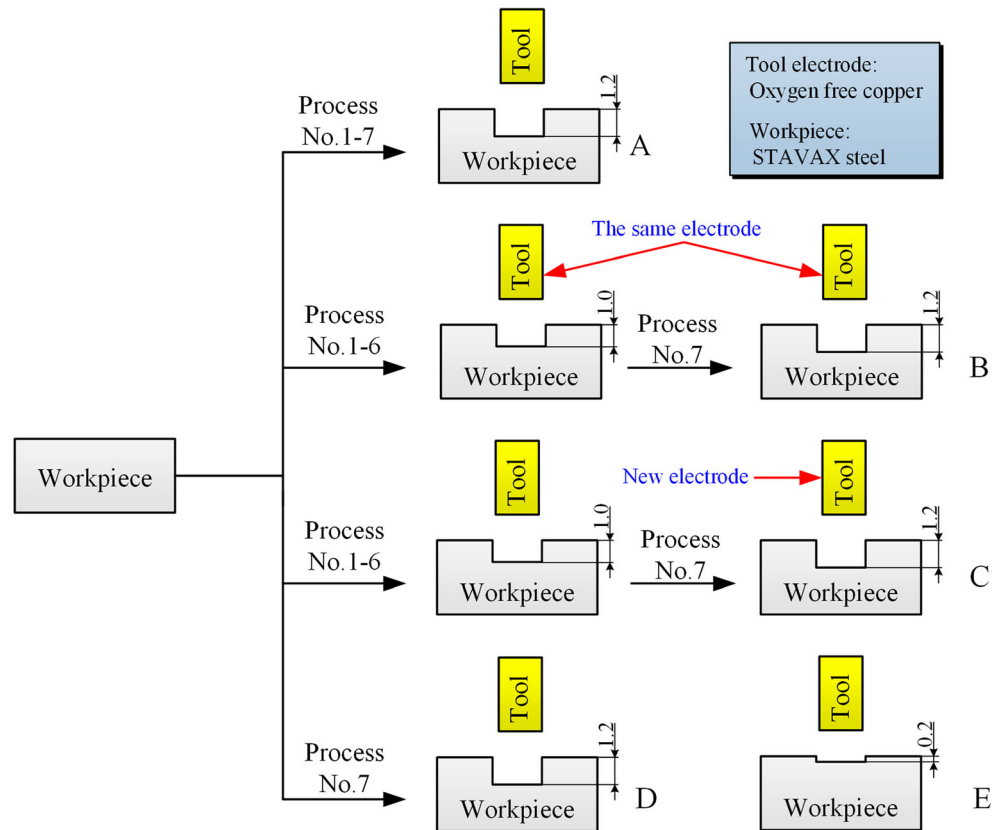 Tool
1.2
Process
No.1-7
Workpiece
A
Tool electrode:
Oxygen free copper
Workpiece:
STAVAX steel
The same electrode
Tool
Tool
1.0
1.2
Process
No.1-6
Process
No.7
Workpiece
Workpiece
B
Workpiece
Tool
New electrode
Tool
1.0
1.2
Process
No.1-6
Process
No.7
Workpiece
Workpiece
C
Tool
Tool
1.2
0.2
Process
No.7
Workpiece
D
Workpiece
E